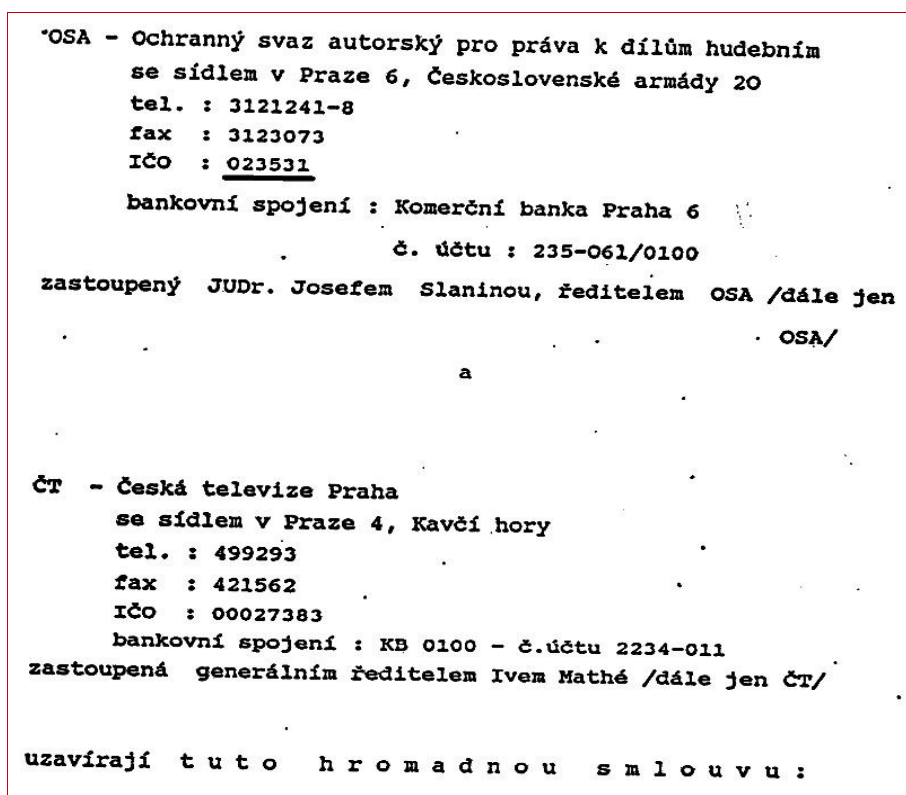 OSA - Ochranný svaz autorský pro práva k dílům hudebním
se sídlem v Praze 6, Československé armády 20
tel. : 3121241-8
fax : 3123073
IČO : 023531
bankovní spojení : Komerční banka Praha 6
č. účtu : 235-061/0100
zastoupený JUDr. Josefem Slaninou, ředitelem OSA /dále jen
OSA/
a
ČT - Česká televize Praha
se sídlem v Praze 4, Kavčí hory
tel. : 499293
fax : 421562
IČO : 00027383
bankovní spojení : KB 0100 - č.účtu 2234-011
zastoupená generálním ředitelem Ivem Mathé /dále jen ČT/
uzavírají t u t o h r o m a d n o u s m l o u v u :